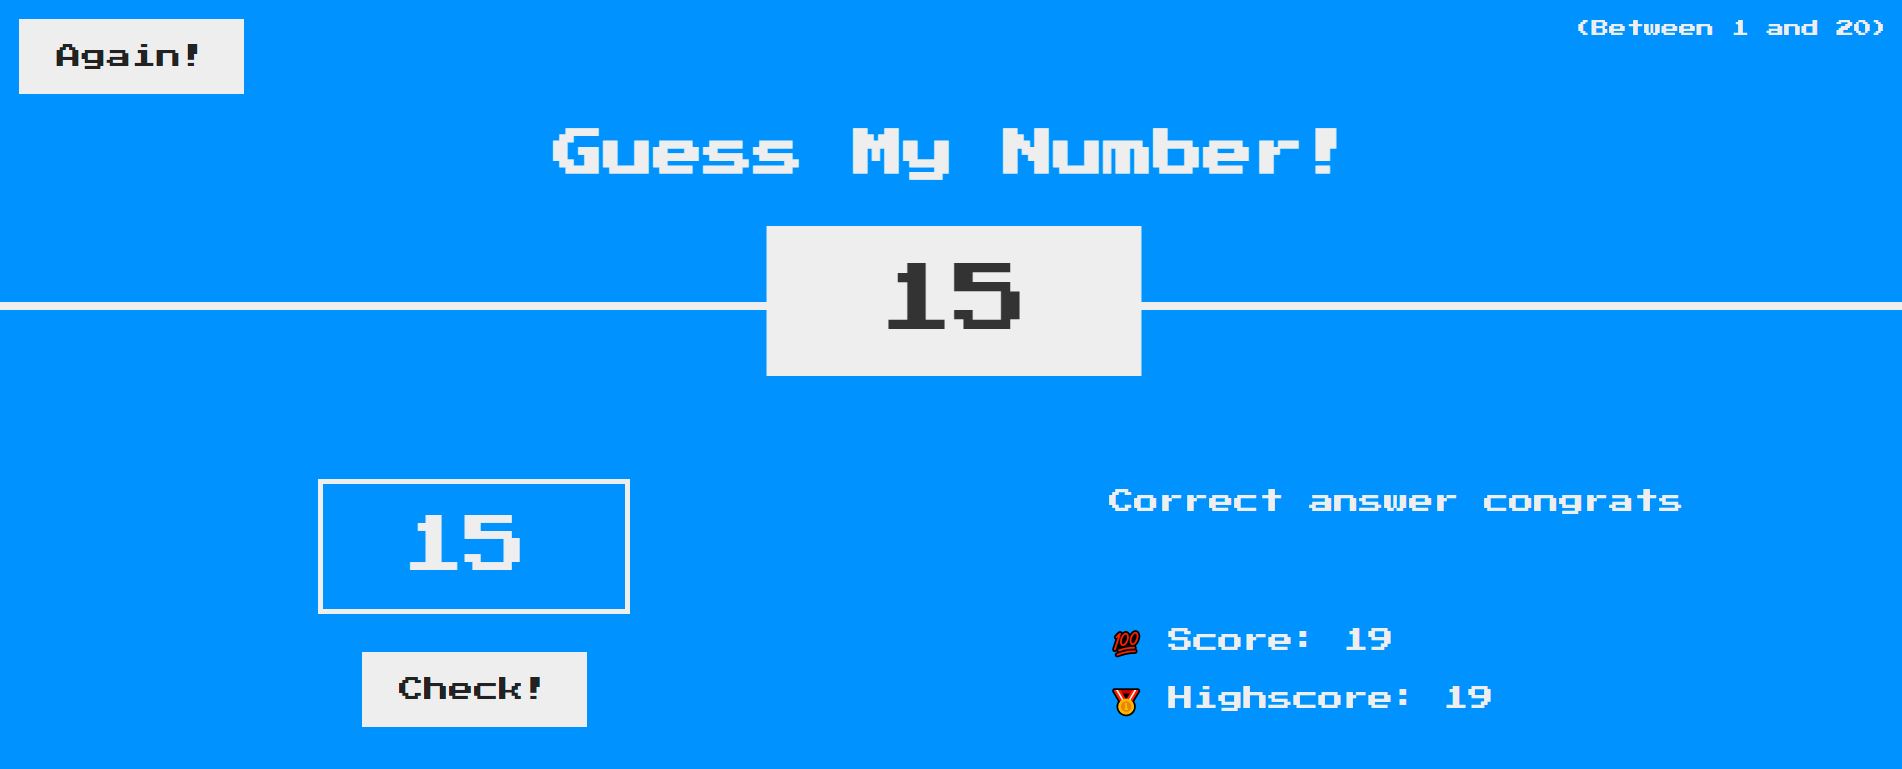 Again!
(Between 1 and 20)
Guess My Number!
15
15
Check!
Correct answer congrats
💯 Score: 19
🥇 Highscore: 19